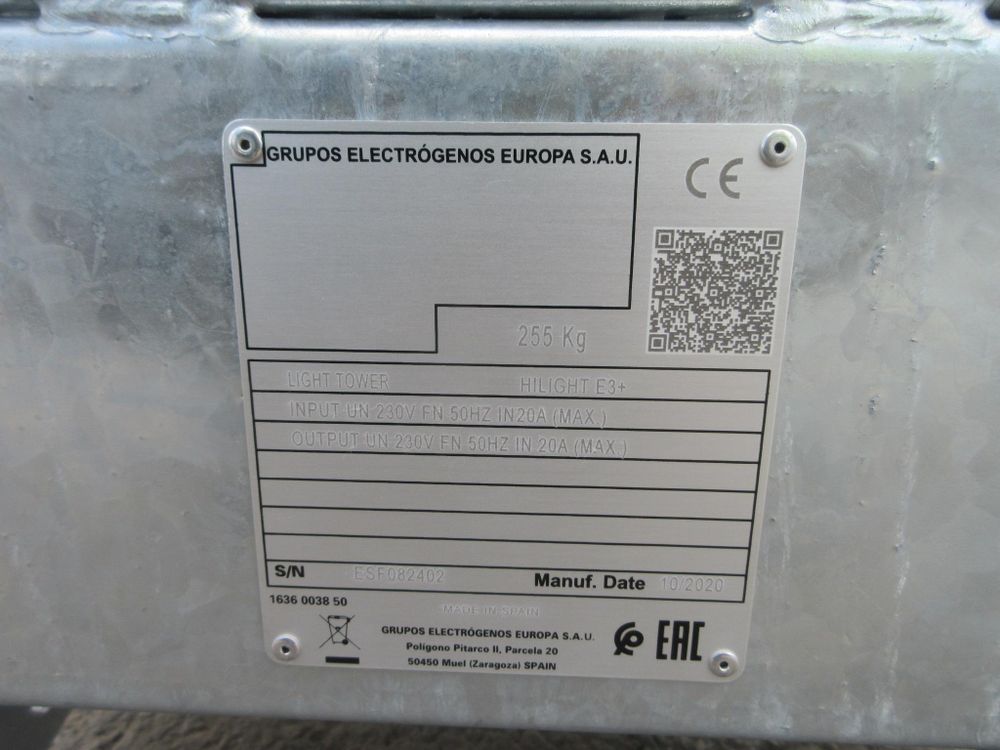 GRUPOS ELECTRÓGENOS EUROPA S.A.U.
CE
255 Kg
LIGHT TOWER HILIGHT E3+
INPUT UN 230V FN 50HZ IN20A (MAX.)
OUTPUT UN 230V FN 50HZ IN 20A (MAX.)
S/N ESF082402 Manuf. Date 10/2020
1636 0038 50
MADE IN SPAIN
GRUPOS ELECTRÓGENOS EUROPA S.A.U.
Polígono Pitarco II, Parcela 20
50450 Muel (Zaragoza) SPAIN
EAC